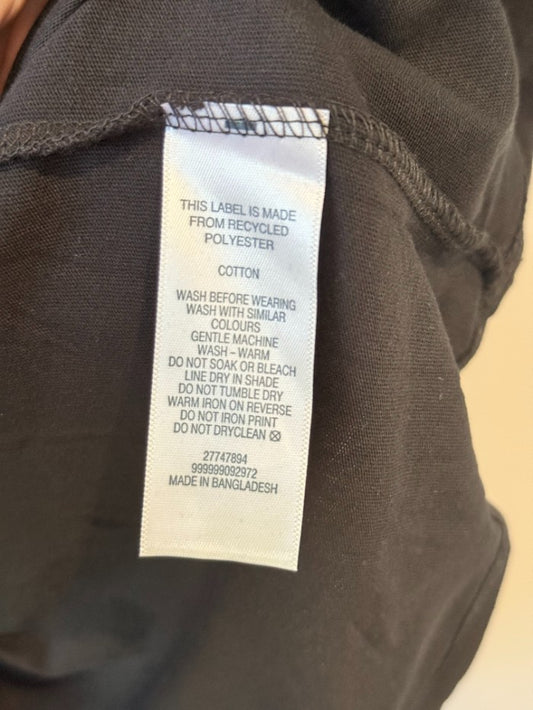 THIS LABEL IS MADE
FROM RECYCLED
POLYESTER
COTTON
WASH BEFORE WEARING
WASH WITH SIMILAR
COLOURS
GENTLE MACHINE
WASH – WARM
DO NOT SOAK OR BLEACH
LINE DRY IN SHADE
DO NOT TUMBLE DRY
WARM IRON ON REVERSE
DO NOT IRON PRINT
DO NOT DRYCLEAN
27747894
999999092972
MADE IN BANGLADESH